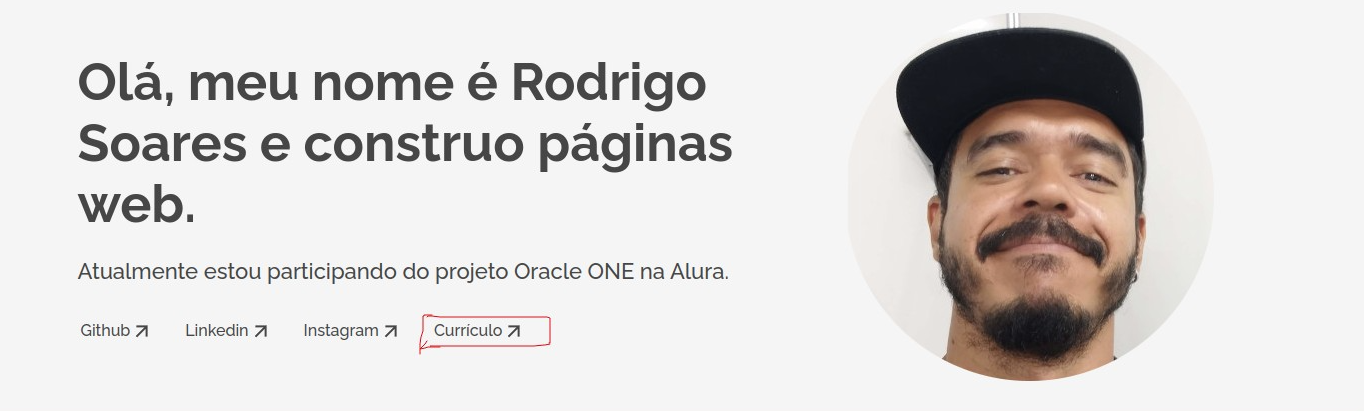 Olá, meu nome é Rodrigo
Soares e construo páginas
web.
Atualmente estou participando do projeto Oracle ONE na Alura.
Github Linkedin Instagram Currículo